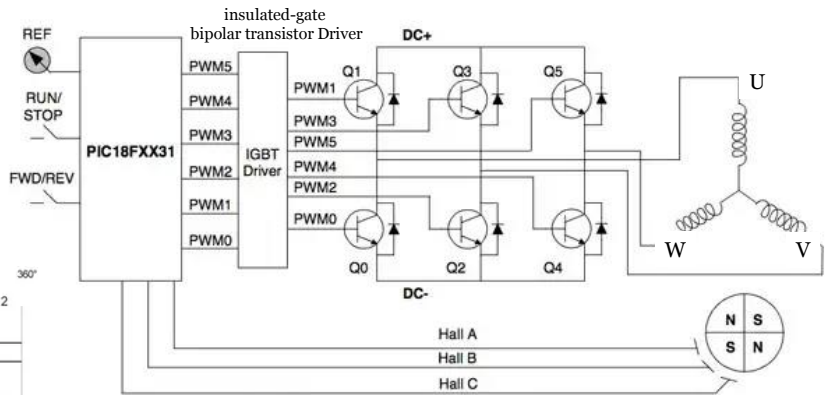 insulated-gate
bipolar transistor Driver
REF
RUN/
STOP
FWD/REV
PIC18FXX31
PWM5
PWM4
PWM3
PWM2
PWM1
PWM0
IGBT
Driver
PWM1
PWM3
PWM5
PWM4
PWM2
PWM0
DC+
Q1
Q3
Q5
Q0
Q2
Q4
DC-
U
W
V
360°
2
Hall A
Hall B
Hall C
N S
S N